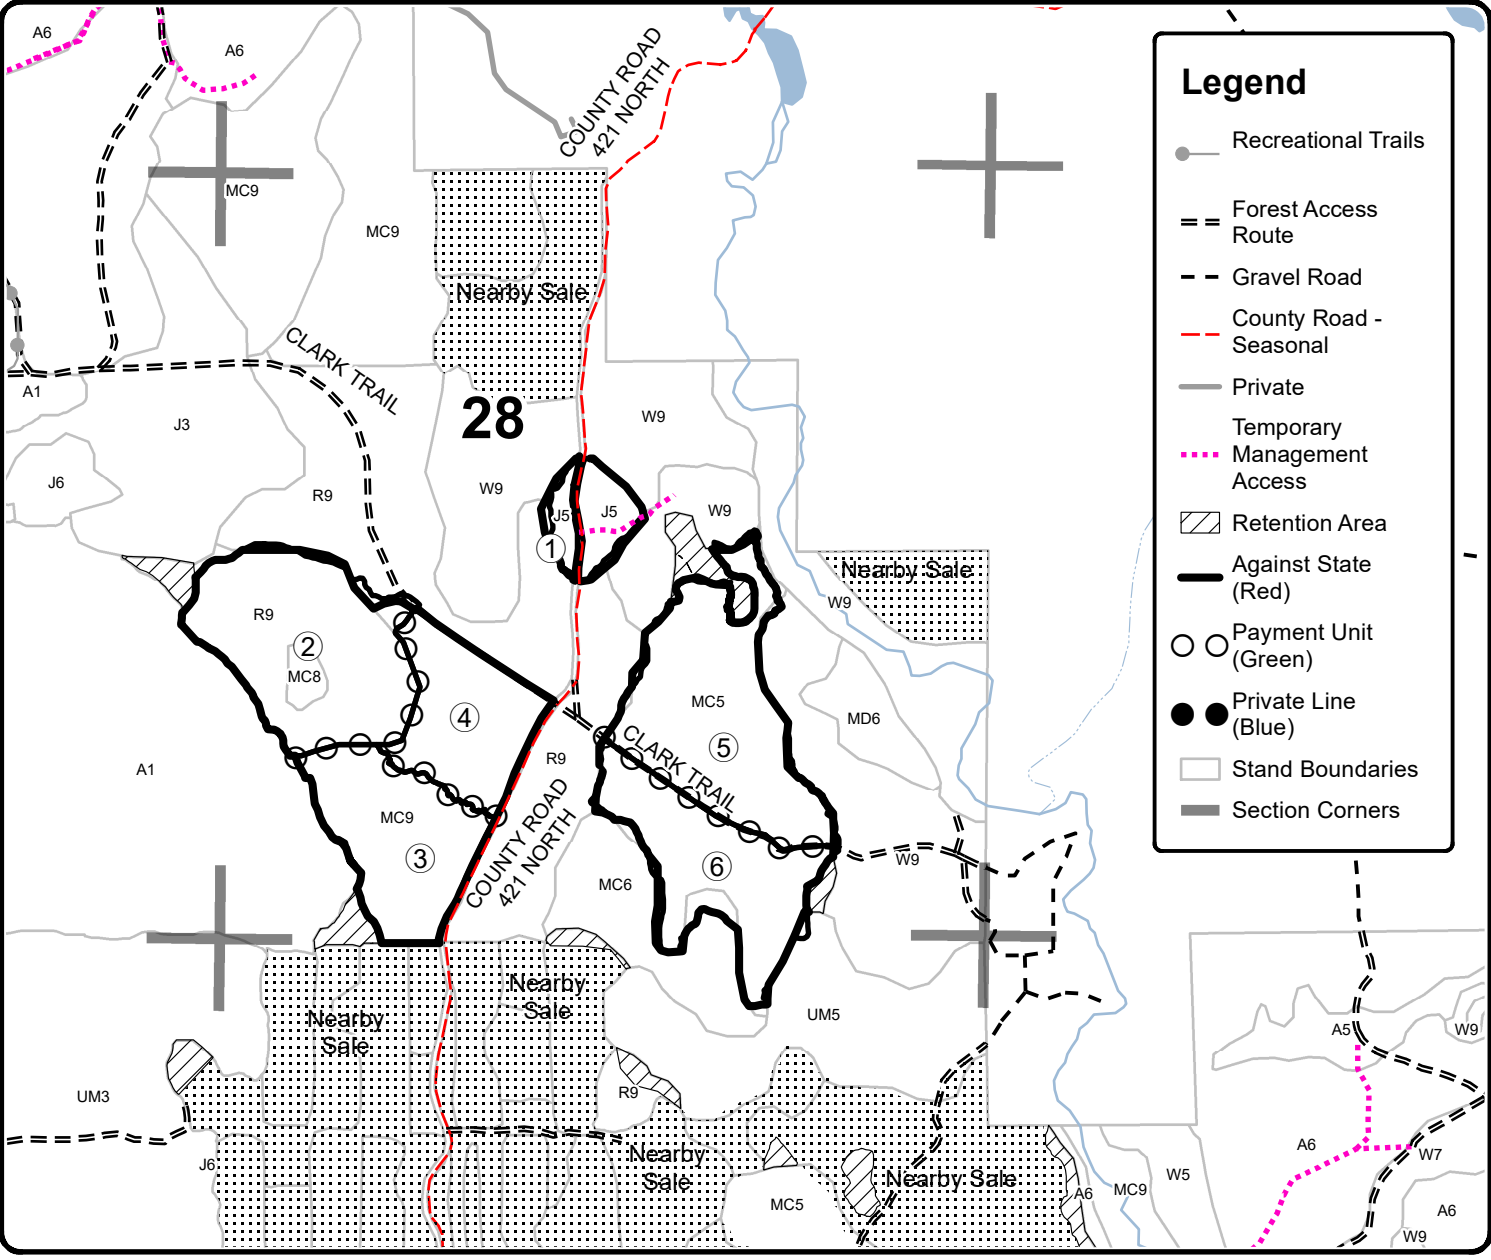 A6
A6
COUNTY ROAD
421 NORTH
MC9
MC9
Nearby Sale
CLARK TRAIL
A1
J3
28
W9
J6
R9
W9
J5
J5
W9
1
Nearby Sale
W9
R9
2
MC8
4
MC5
MD6
5
CLARK TRAIL
R9
A1
MC9
3
COUNTY ROAD
421 NORTH
MC6
6
W9
Nearby
Sale
Nearby
Sale
UM5
A5
W9
UM3
R9
J6
Nearby
Sale
Nearby Sale
MC5
A6
MC9
W5
A6
W7
A6
W9
Legend
Recreational Trails
Forest Access
Route
Gravel Road
County Road -
Seasonal
Private
Temporary
Management
Access
Retention Area
Against State
(Red)
Payment Unit
(Green)
Private Line
(Blue)
Stand Boundaries
Section Corners